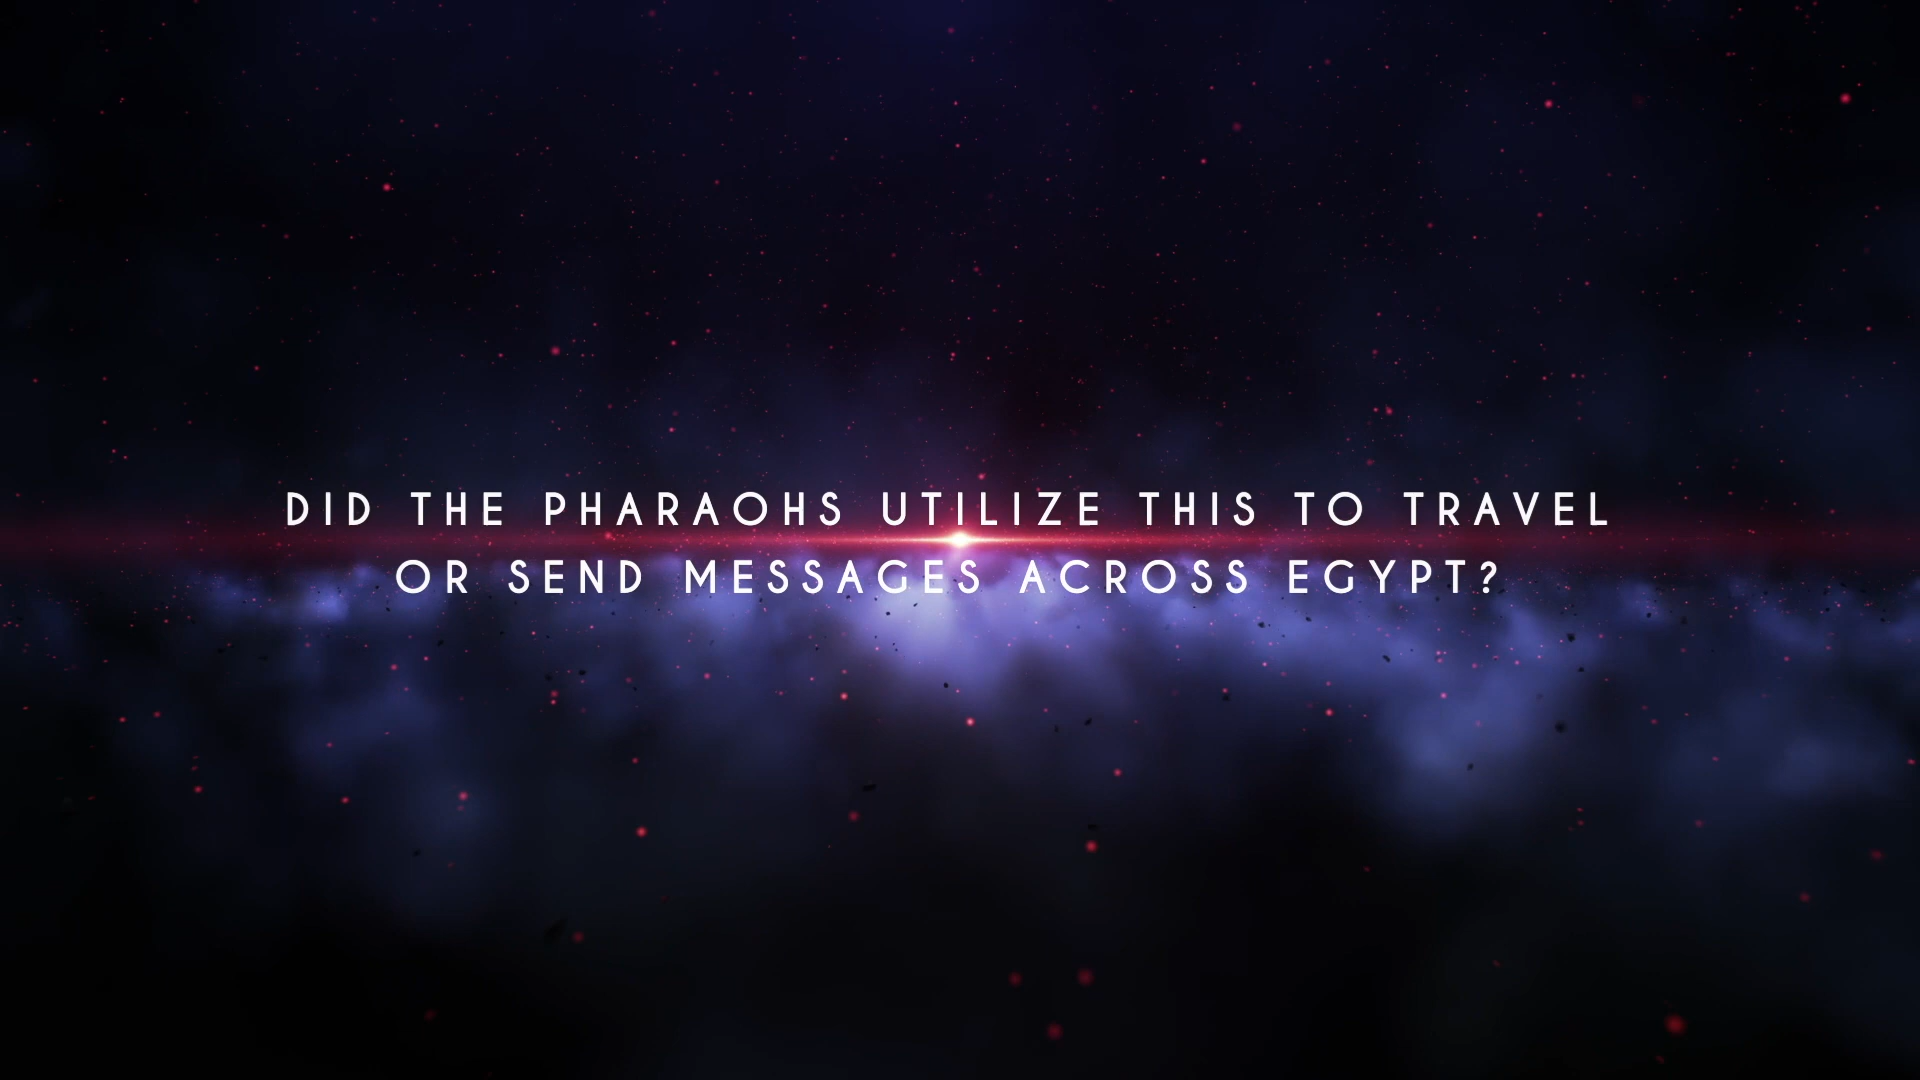 DID THE PHARAOHS UTILIZE THIS TO TRAVEL
OR SEND MESSAGES ACROSS EGYPT?